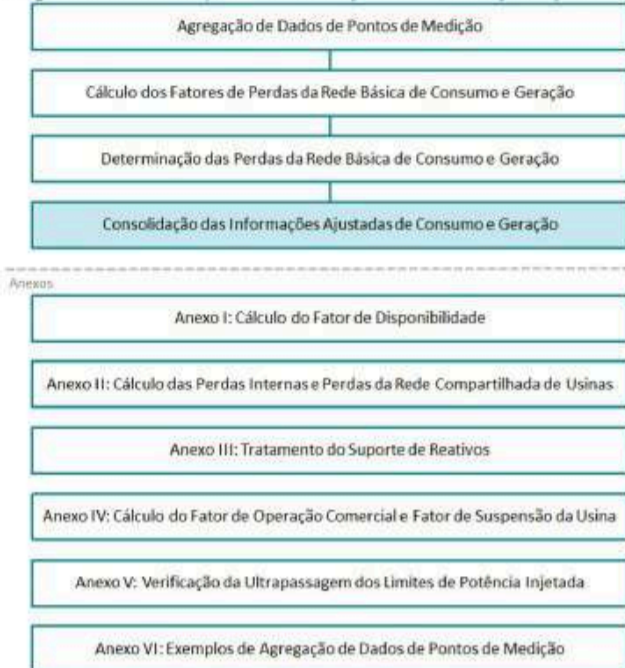 Agregação de Dados de Pontos de Medição
Cálculo dos Fatores de Perdas da Rede Básica de Consumo e Geração
Determinação das Perdas da Rede Básica de Consumo e Geração
Consolidação das Informações Ajustadas de Consumo e Geração
Anexos
Anexo I: Cálculo do Fator de Disponibilidade
Anexo II: Cálculo das Perdas Internas e Perdas da Rede Compartilhada de Usinas
Anexo III: Tratamento do Suporte de Reativos
Anexo IV: Cálculo do Fator de Operação Comercial e Fator de Suspensão da Usina
Anexo V: Verificação da Ultrapassagem dos Limites de Potência Injetada
Anexo VI: Exemplos de Agregação de Dados de Pontos de Medição